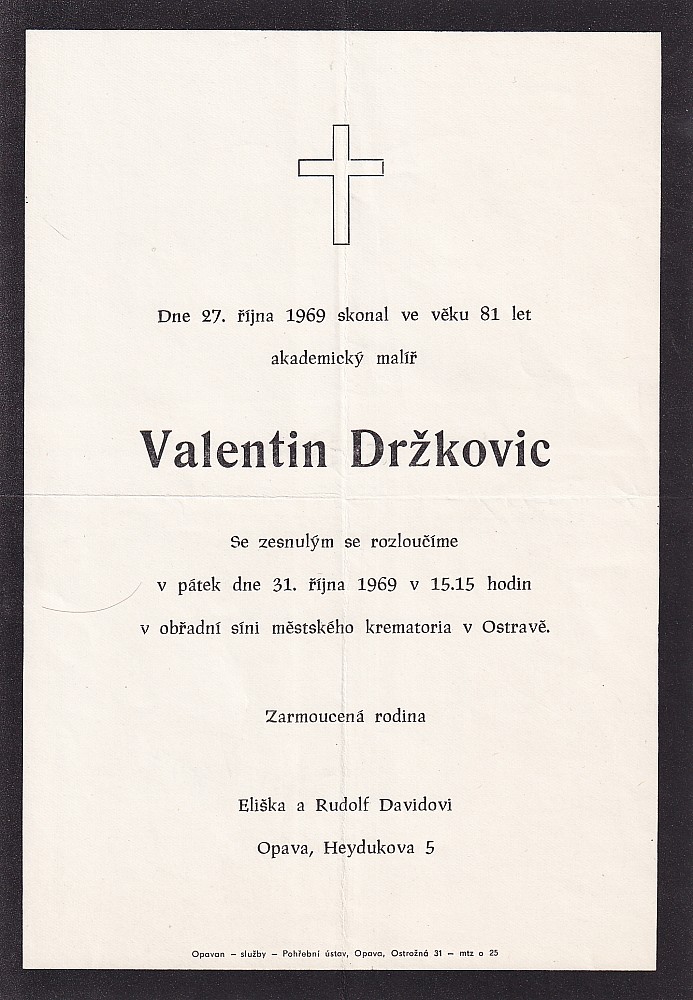 Dne 27. října 1969 skonal ve věku 81 let
akademický malíř
Valentin Držkovic
Se zesnulým se rozloučíme
v pátek dne 31. října 1969 v 15.15 hodin
v obřadní síni městského krematoria v Ostravě.
Zarmoucená rodina
Eliška a Rudolf Davidovi
Opava, Heydukova 5
Opavan – služby – Pohřební ústav, Opava, Ostrožná 31 – mtz o 25